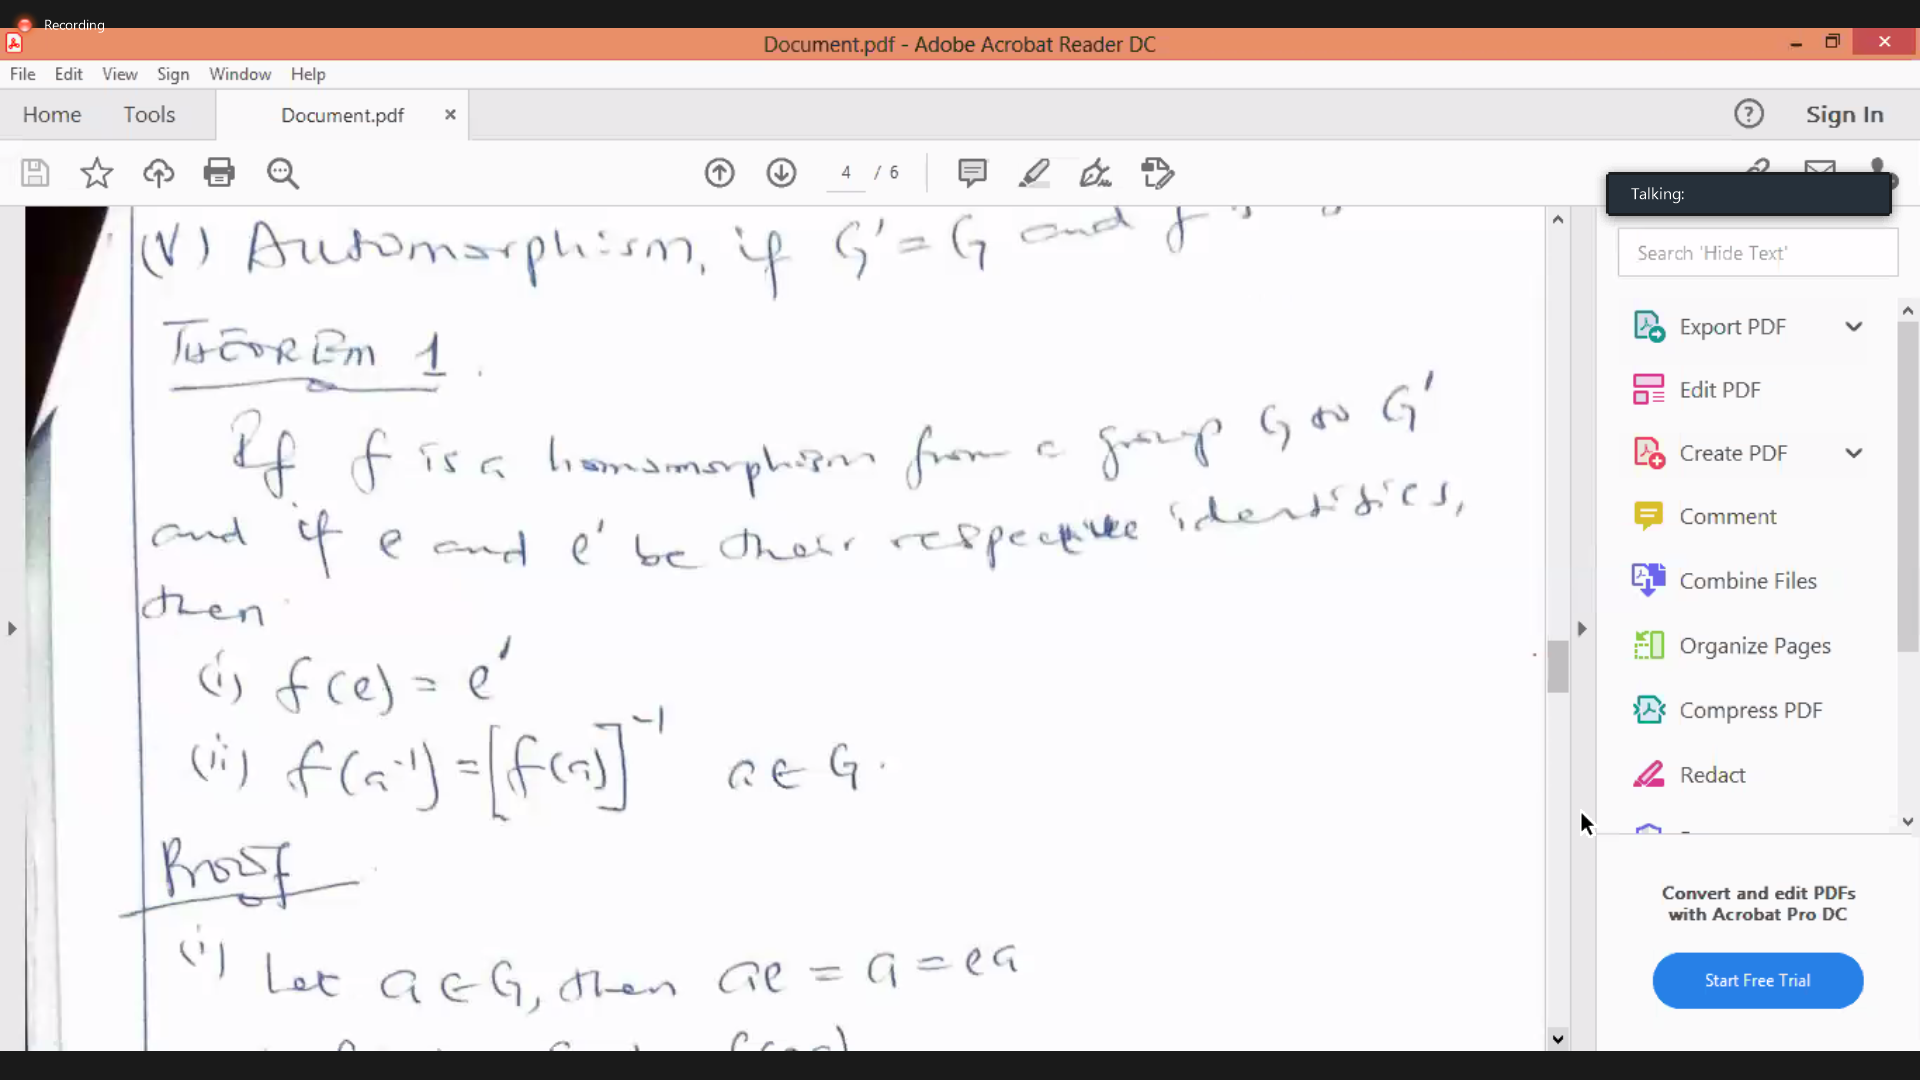 Recording
Document.pdf - Adobe Acrobat Reader DC
File Edit View Sign Window Help
Home Tools Document.pdf × ? Sign In
4 / 6
Talking:
Search 'Hide Text'
Export PDF
Edit PDF
Create PDF
Comment
Combine Files
Organize Pages
Compress PDF
Redact
Convert and edit PDFs
with Acrobat Pro DC
Start Free Trial
(V) Automorphism, if G' = G and f is
THEOREM 1.
If f is a homomorphism from a group G to G'
and if e and e' be their respective identities,
then
(i) f(e) = e'
(ii) f(a⁻¹) = [f(a)]⁻¹ a ∈ G.
Proof
(i) Let a ∈ G, then ae = a = ea